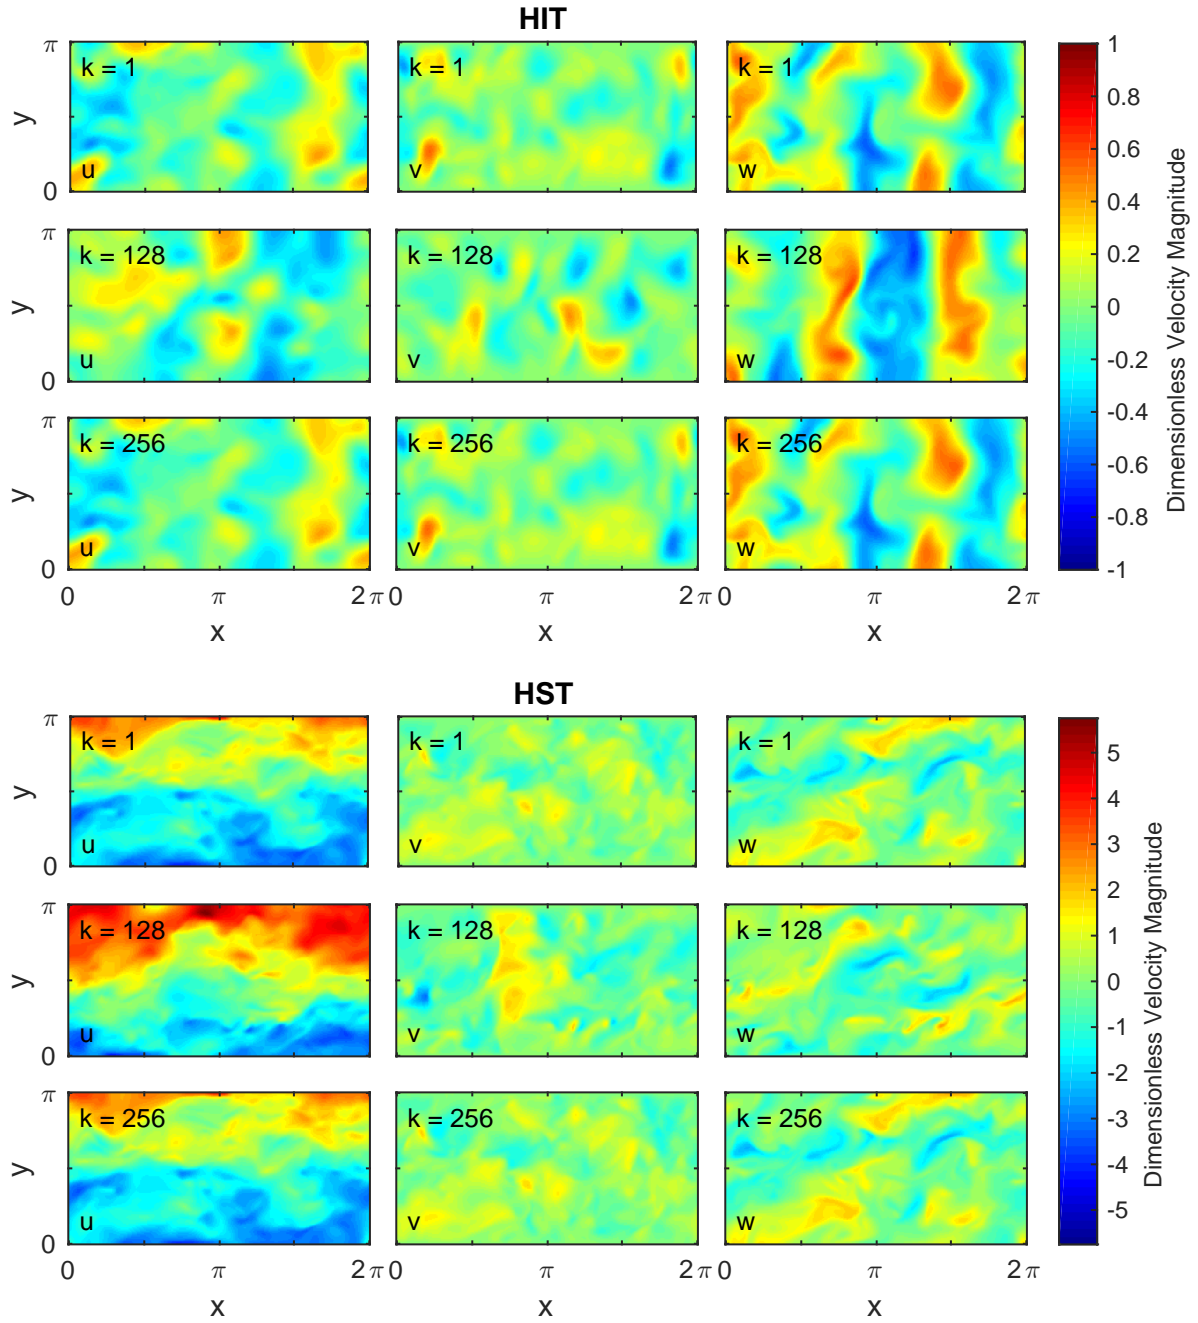 HIT
π
k = 1
k = 1
k = 1
y
u
v
w
0
π
k = 128
k = 128
k = 128
y
u
v
w
0
π
k = 256
k = 256
k = 256
y
u
v
w
0
0 π 2π 0 π 2π 0 π 2π
x x x
1
0.8
0.6
0.4
0.2
0
-0.2
-0.4
-0.6
-0.8
-1
Dimensionless Velocity Magnitude
HST
π
k = 1
k = 1
k = 1
y
u
v
w
0
π
k = 128
k = 128
k = 128
y
u
v
w
0
π
k = 256
k = 256
k = 256
y
u
v
w
0
0 π 2π 0 π 2π 0 π 2π
x x x
5
4
3
2
1
0
-1
-2
-3
-4
-5
Dimensionless Velocity Magnitude